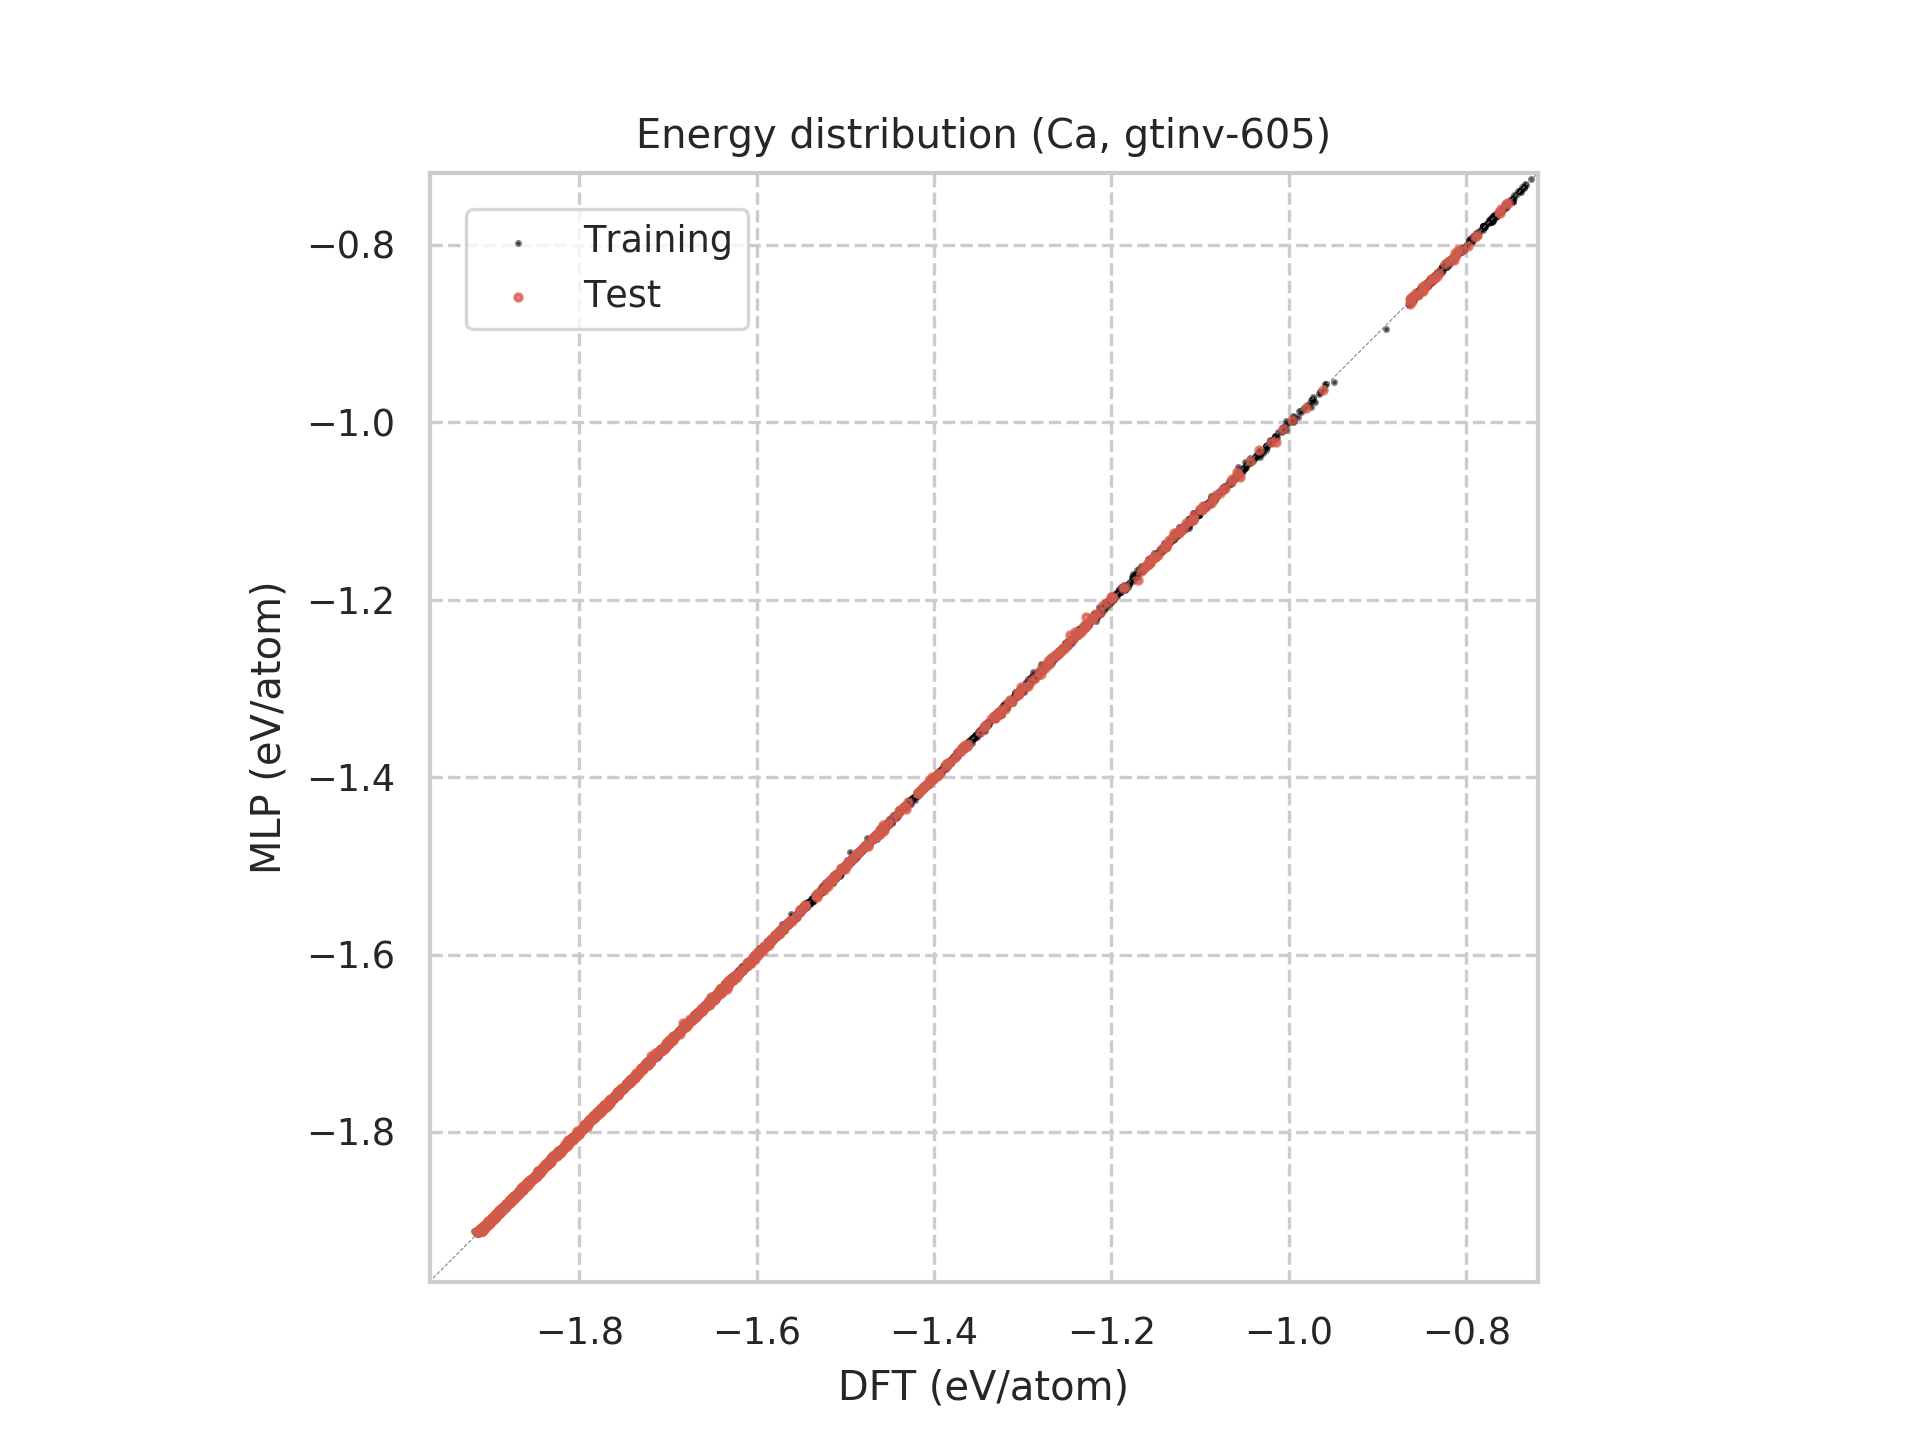 Energy distribution (Ca, gtinv-605)
Training
Test
−0.8
−1.0
−1.2
−1.4
−1.6
−1.8
MLP (eV/atom)
−1.8 −1.6 −1.4 −1.2 −1.0 −0.8
DFT (eV/atom)